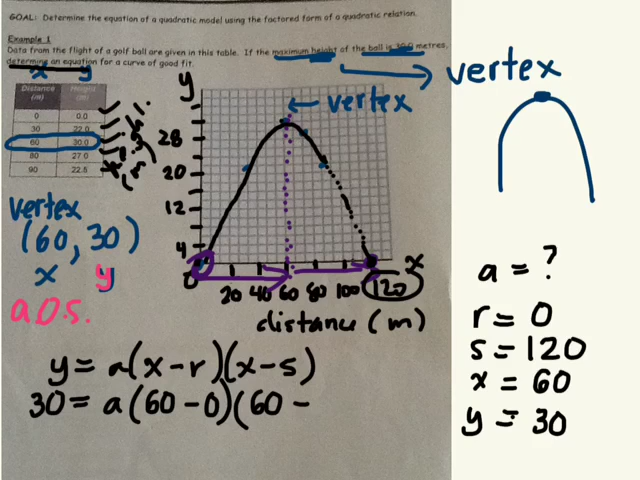 GOAL: Determine the equation of a quadratic model using the factored form of a quadratic relation.
Example 1
Data from the flight of a golf ball are given in this table. If the maximum height of the ball is 30.0 metres,
determine an equation for a curve of good fit.
vertex
x y
Distance (m) Height (m)
0 0.0
30 22.0
60 30.0
80 27.0
90 22.5
y
← vertex
28
20
12
4
0 20 40 60 80 100 120 x
distance (m)
vertex
(60, 30)
x y
a.o.s.
y = a(x - r)(x - s)
30 = a(60 - 0)(60 -
a = ?
r = 0
s = 120
x = 60
y = 30